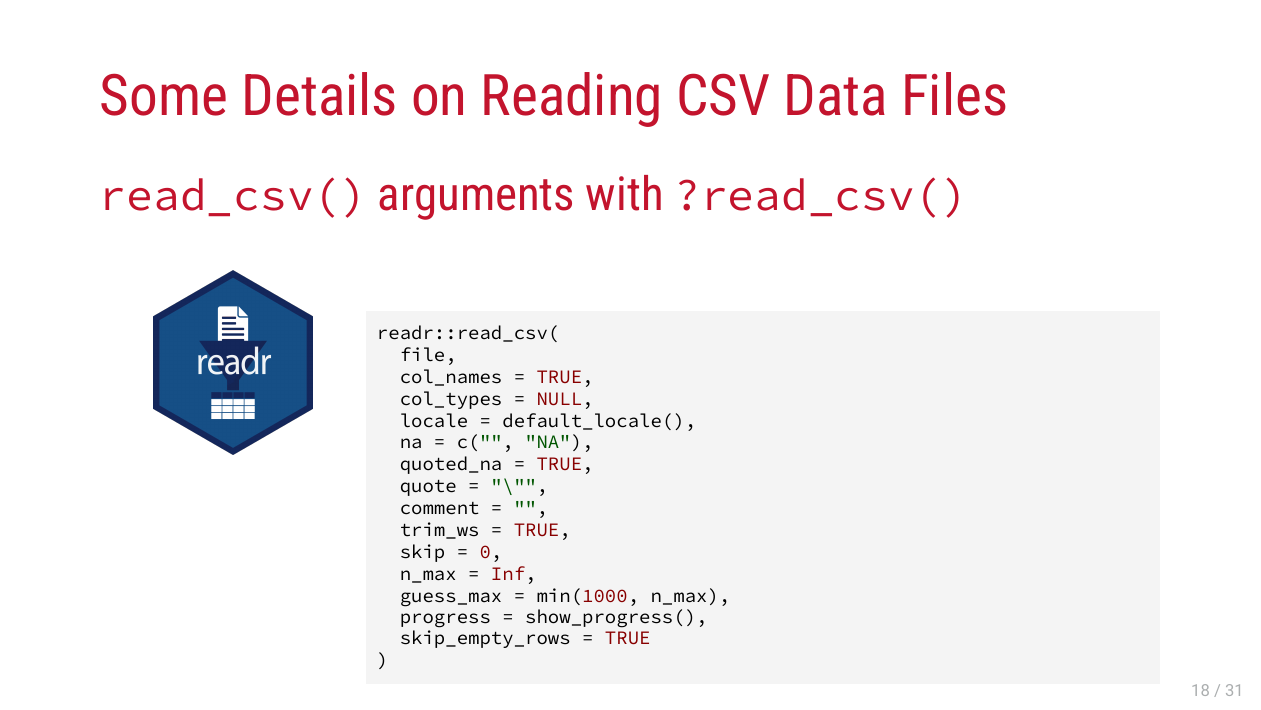 Some Details on Reading CSV Data Files
read_csv() arguments with ?read_csv()
readr
readr::read_csv(
  file,
  col_names = TRUE,
  col_types = NULL,
  locale = default_locale(),
  na = c("", "NA"),
  quoted_na = TRUE,
  quote = "\"",
  comment = "",
  trim_ws = TRUE,
  skip = 0,
  n_max = Inf,
  guess_max = min(1000, n_max),
  progress = show_progress(),
  skip_empty_rows = TRUE
)
18 / 31